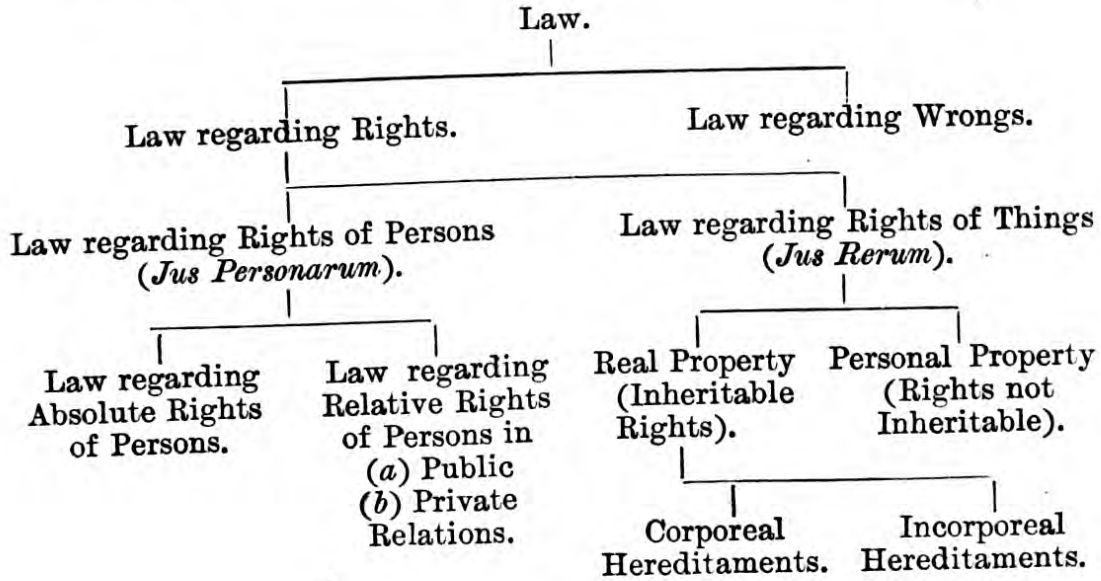 Law.
Law regarding Rights.
Law regarding Wrongs.
Law regarding Rights of Persons
(Jus Personarum).
Law regarding Rights of Things
(Jus Rerum).
Law regarding
Absolute Rights
of Persons.
Law regarding
Relative Rights
of Persons in
(a) Public
(b) Private
Relations.
Real Property
(Inheritable
Rights).
Personal Property
(Rights not
Inheritable).
Corporeal
Hereditaments.
Incorporeal
Hereditaments.